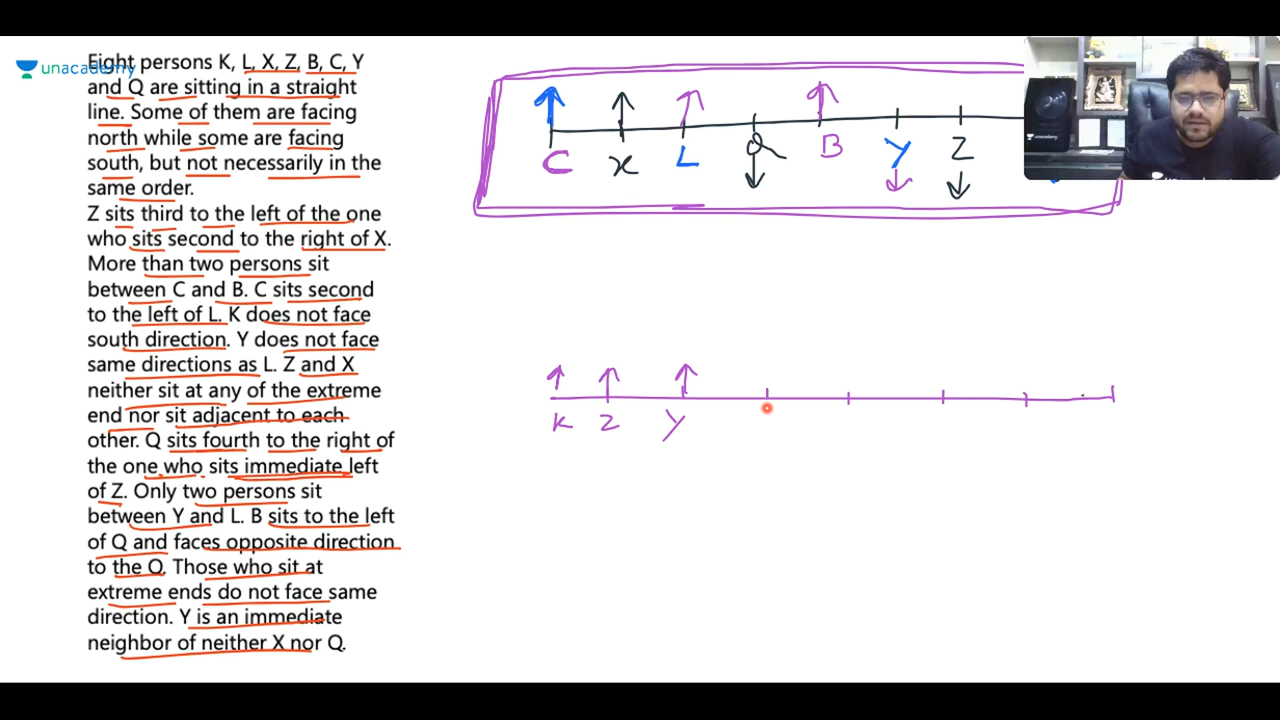 Eight persons K, L, X, Z, B, C, Y
unacademy
and Q are sitting in a straight
line. Some of them are facing
north while some are facing
south, but not necessarily in the
same order.
Z sits third to the left of the one
who sits second to the right of X.
More than two persons sit
between C and B. C sits second
to the left of L. K does not face
south direction. Y does not face
same directions as L. Z and X
neither sit at any of the extreme
end nor sit adjacent to each
other. Q sits fourth to the right of
the one who sits immediate left
of Z. Only two persons sit
between Y and L. B sits to the left
of Q and faces opposite direction
to the Q. Those who sit at
extreme ends do not face same
direction. Y is an immediate
neighbor of neither X nor Q.
C X L Q B Y Z
K Z Y
unacademy